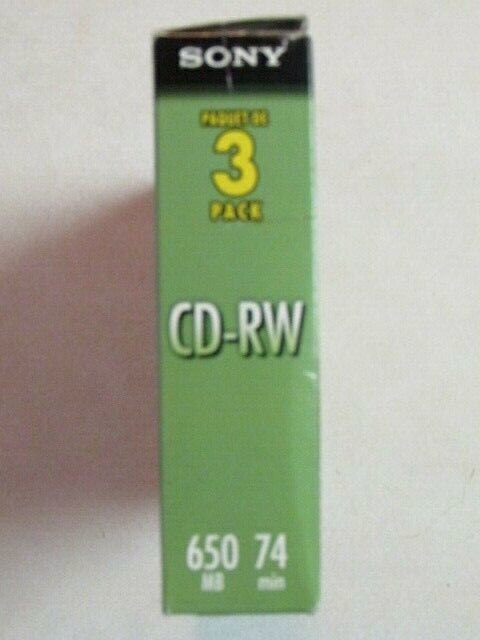 SONY
PAQUET DE
3
PACK
CD-RW
650 74
MB min